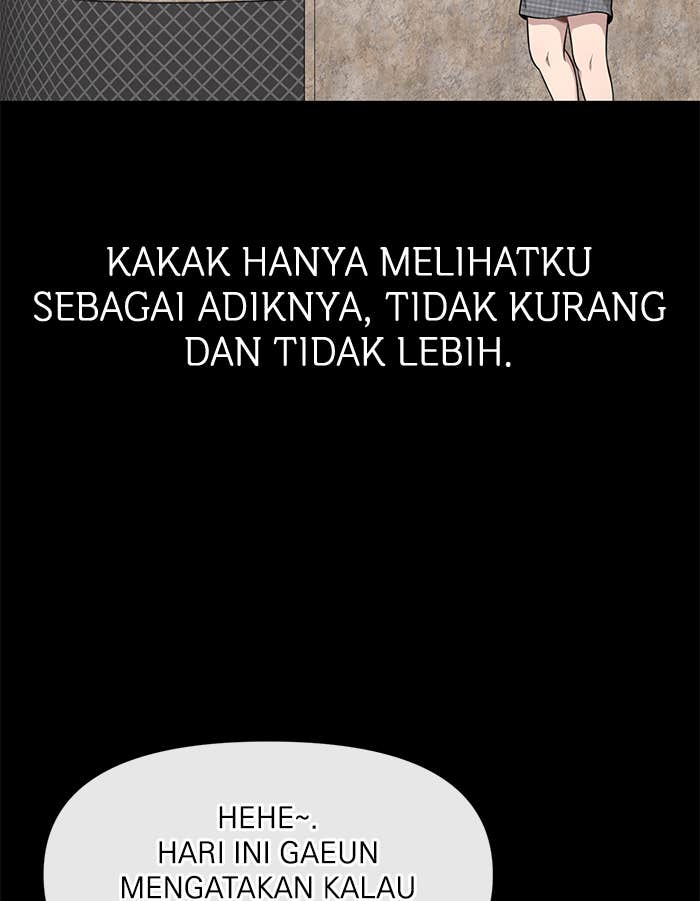 KAKAK HANYA MELIHATKU
SEBAGAI ADIKNYA, TIDAK KURANG
DAN TIDAK LEBIH.
HEHE~.
HARI INI GAEUN
MENGATAKAN KALAU